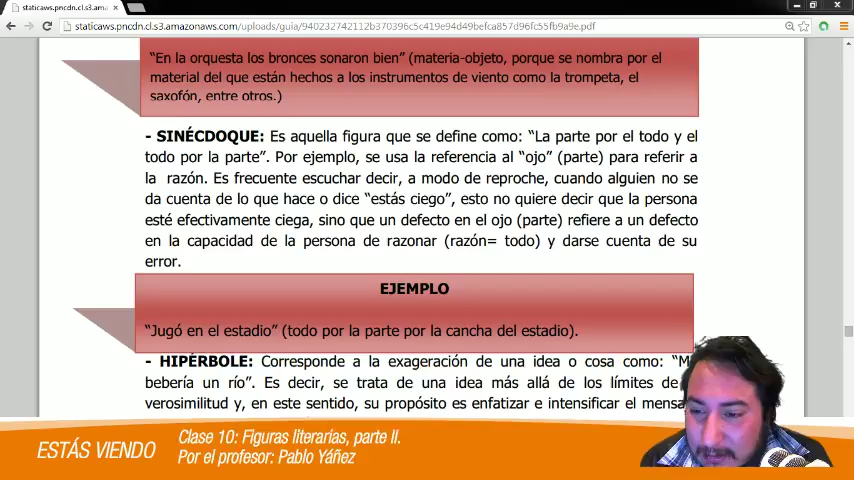 staticaws.pncdn.cl.s3.ama
staticaws.pncdn.cl.s3.amazonaws.com/uploads/guia/940232742112b370396c5c419e94d49befca857d96fc55fb9a9e.pdf
“En la orquesta los bronces sonaron bien” (materia-objeto, porque se nombra por el
material del que están hechos a los instrumentos de viento como la trompeta, el
saxofón, entre otros.)
- SINÉCDOQUE: Es aquella figura que se define como: “La parte por el todo y el
todo por la parte”. Por ejemplo, se usa la referencia al “ojo” (parte) para referir a
la razón. Es frecuente escuchar decir, a modo de reproche, cuando alguien no se
da cuenta de lo que hace o dice “estás ciego”, esto no quiere decir que la persona
esté efectivamente ciega, sino que un defecto en el ojo (parte) refiere a un defecto
en la capacidad de la persona de razonar (razón= todo) y darse cuenta de su
error.
EJEMPLO
“Jugó en el estadio” (todo por la parte por la cancha del estadio).
- HIPÉRBOLE: Corresponde a la exageración de una idea o cosa como: “M
bebería un río”. Es decir, se trata de una idea más allá de los límites de
verosimilitud y, en este sentido, su propósito es enfatizar e intensificar el mensa
ESTÁS VIENDO
Clase 10: Figuras literarias, parte II.
Por el profesor: Pablo Yáñez